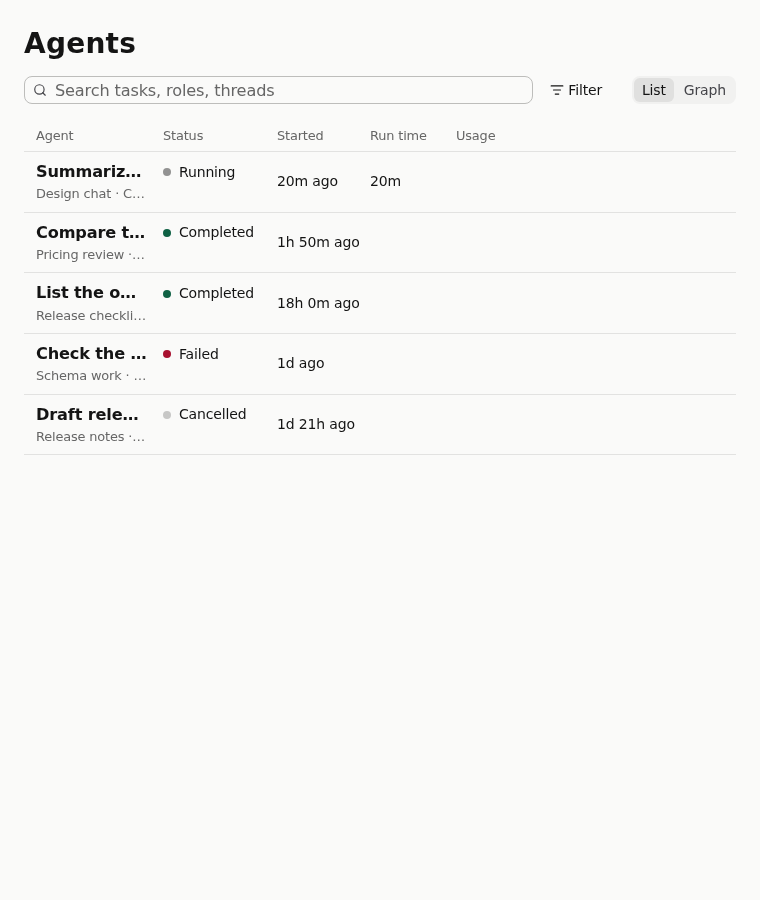 Agents
Search tasks, roles, threads
Filter
List
Graph
Agent
Status
Started
Run time
Usage
Summariz…
Design chat · C…
Running
20m ago
20m
Compare t…
Pricing review ·…
Completed
1h 50m ago
List the o…
Release checkli…
Completed
18h 0m ago
Check the …
Schema work · …
Failed
1d ago
Draft rele…
Release notes ·…
Cancelled
1d 21h ago